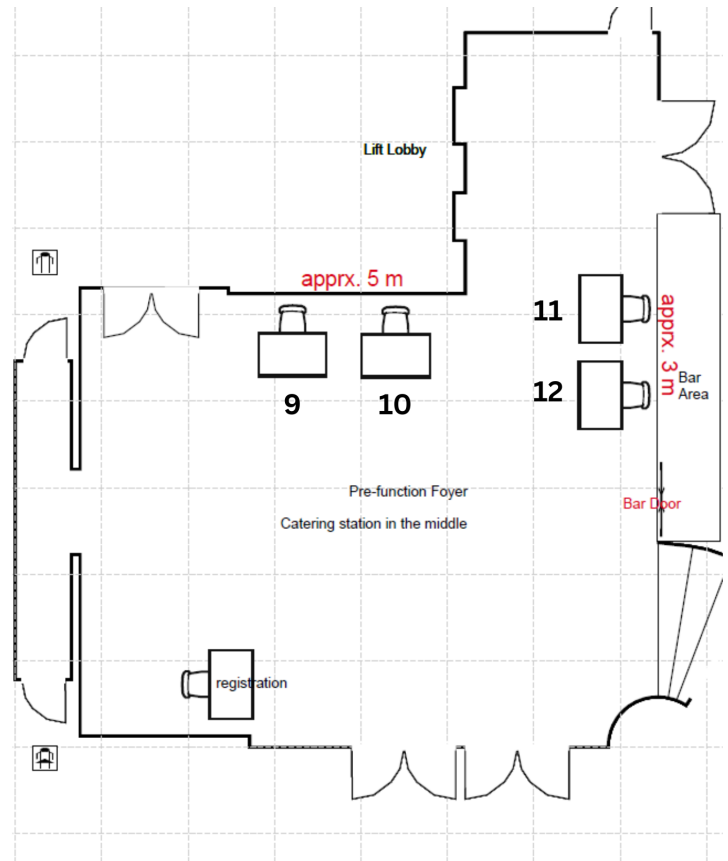 Lift Lobby
apprx. 5 m
11
apprx. 3 m
12
Bar
Area
9
10
Pre-function Foyer
Bar Door
Catering station in the middle
registration